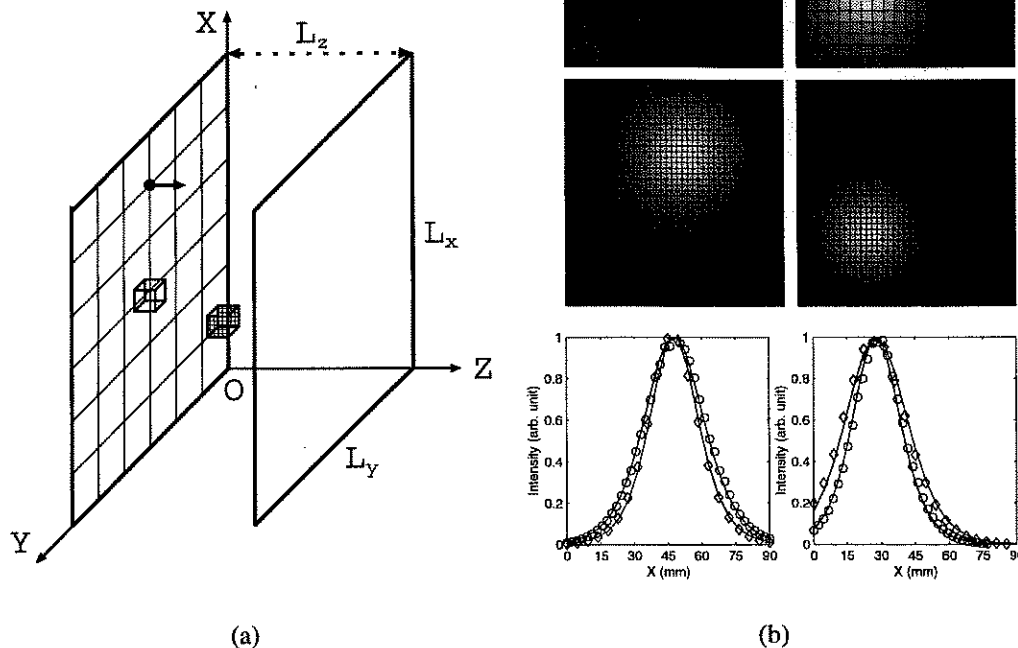 X
L_z
L_x
Z
O
L_y
Y
(a)
Intensity (arb. unit)
1
0.8
0.6
0.4
0.2
0
0 15 30 45 60 75 90
X (mm)
Intensity (arb. unit)
1
0.8
0.6
0.4
0.2
0
0 15 30 45 60 75 90
X (mm)
(b)